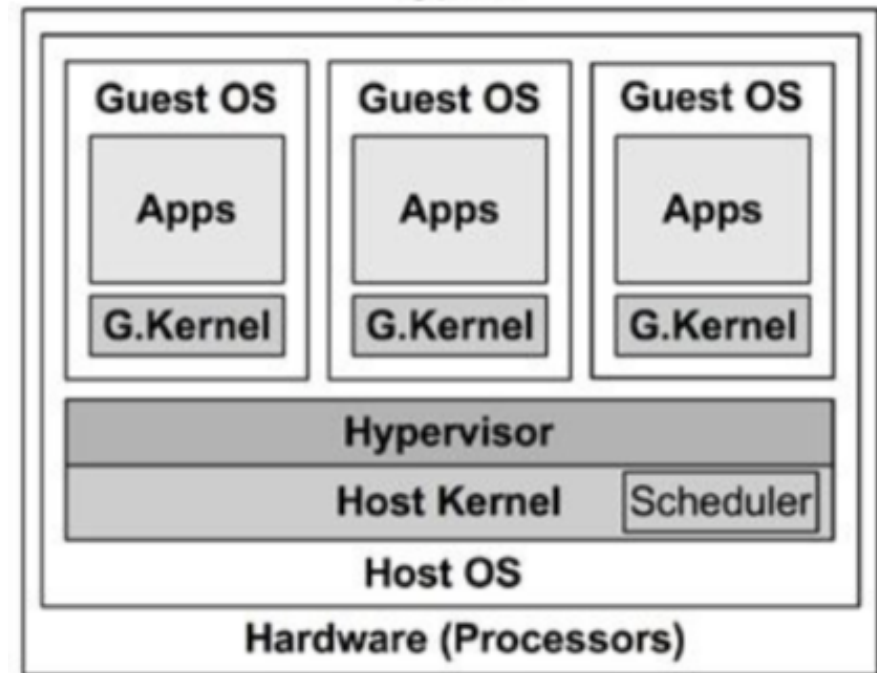 Guest OS Guest OS Guest OS
Apps Apps Apps
G.Kernel G.Kernel G.Kernel
Hypervisor
Host Kernel Scheduler
Host OS
Hardware (Processors)